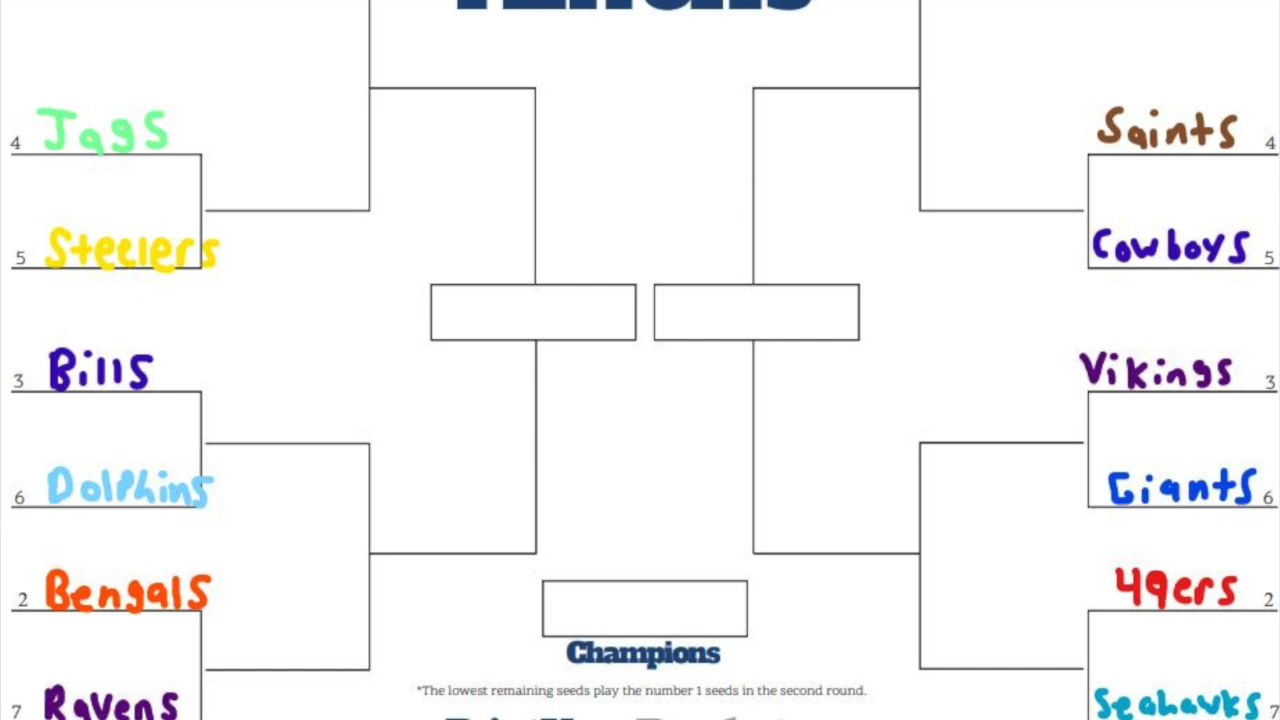 4 Jags
5 Steelers
3 Bills
6 Dolphins
2 Bengals
7 Ravens
Saints 4
Cowboys 5
Vikings 3
Giants 6
49ers 2
Seahawks 7
Champions
*The lowest remaining seeds play the number 1 seeds in the second round.